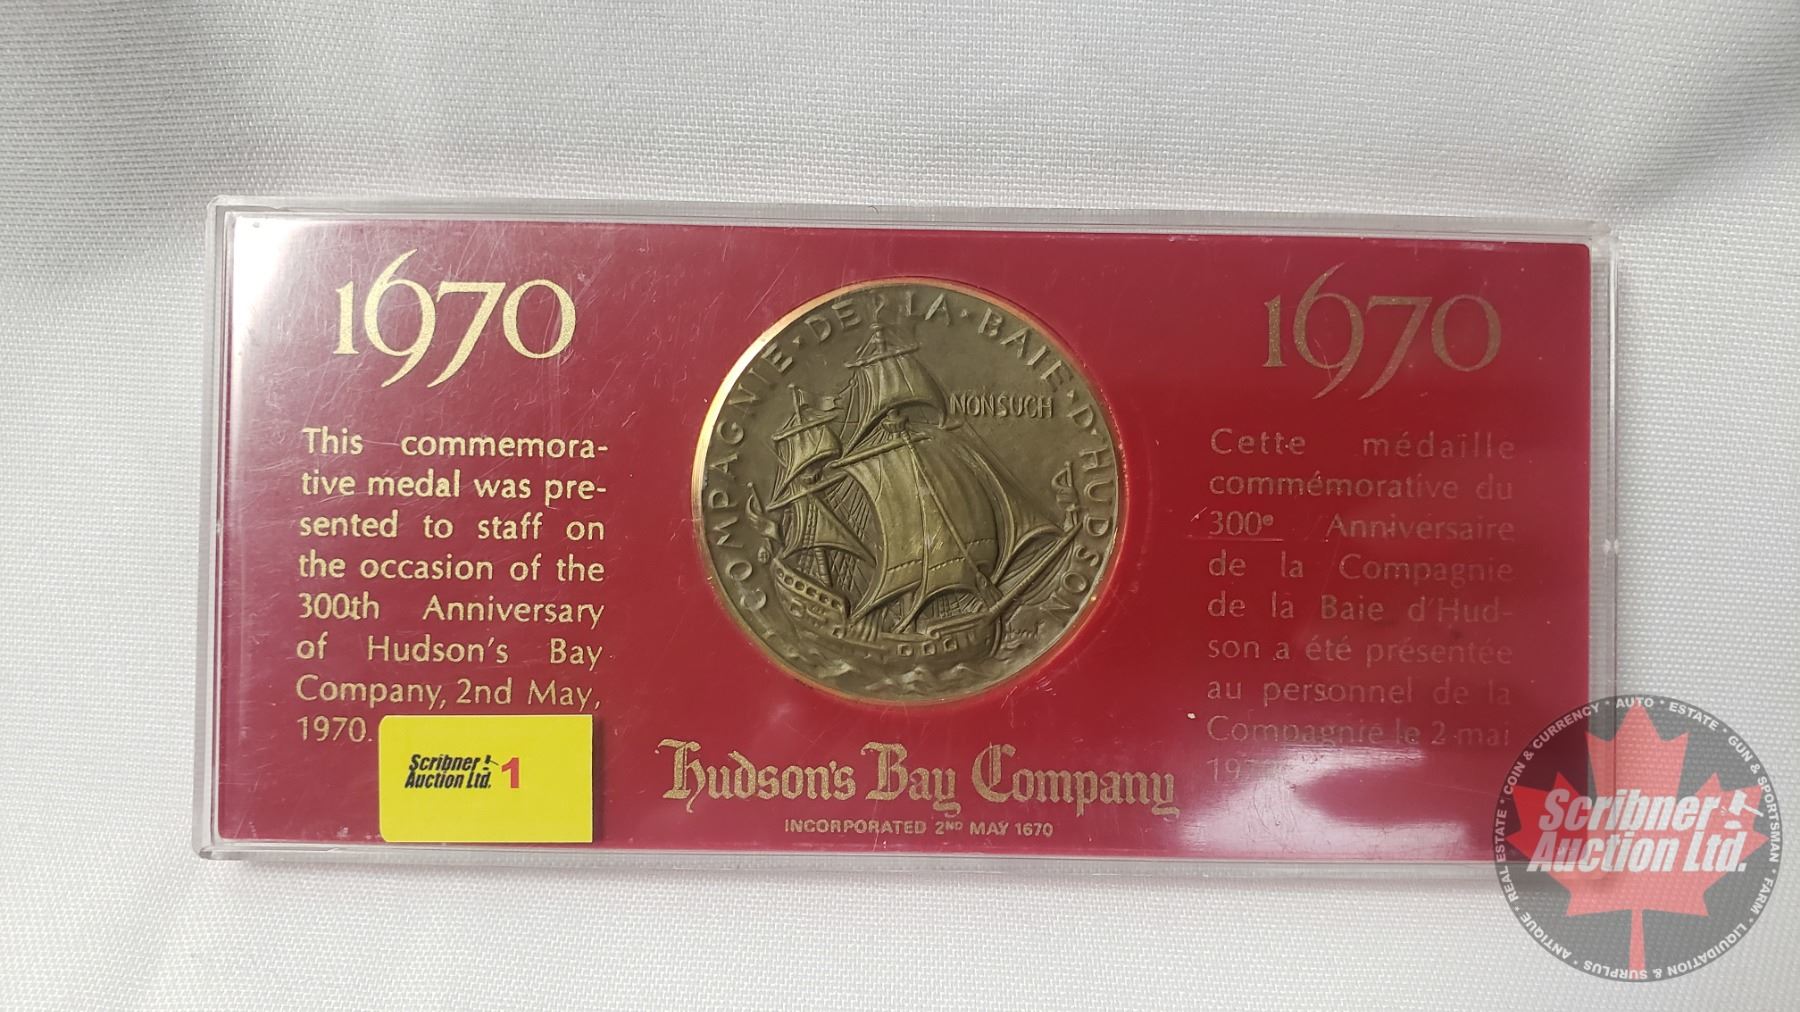 1670
This commemora-
tive medal was pre-
sented to staff on
the occasion of the
300th Anniversary
of Hudson's Bay
Company, 2nd May,
1970.
COMPAGNIE·DE·LA·BAIE·D'HUDSON
NONSUCH
1670
Cette médaille
commémorative du
300e Anniversaire
de la Compagnie
de la Baie d'Hud-
son a été présentée
au personnel de la
Compagnie le 2 mai
Hudson's Bay Company
INCORPORATED 2ND MAY 1670
Scribner
Auction Ltd. 1
Scribner
Auction Ltd.
AUTO · ESTATE · GUN & SPORTSMAN · FARM · LIQUIDATION & SURPLUS · ANTIQUE · REAL ESTATE · COIN & CURRENCY ·